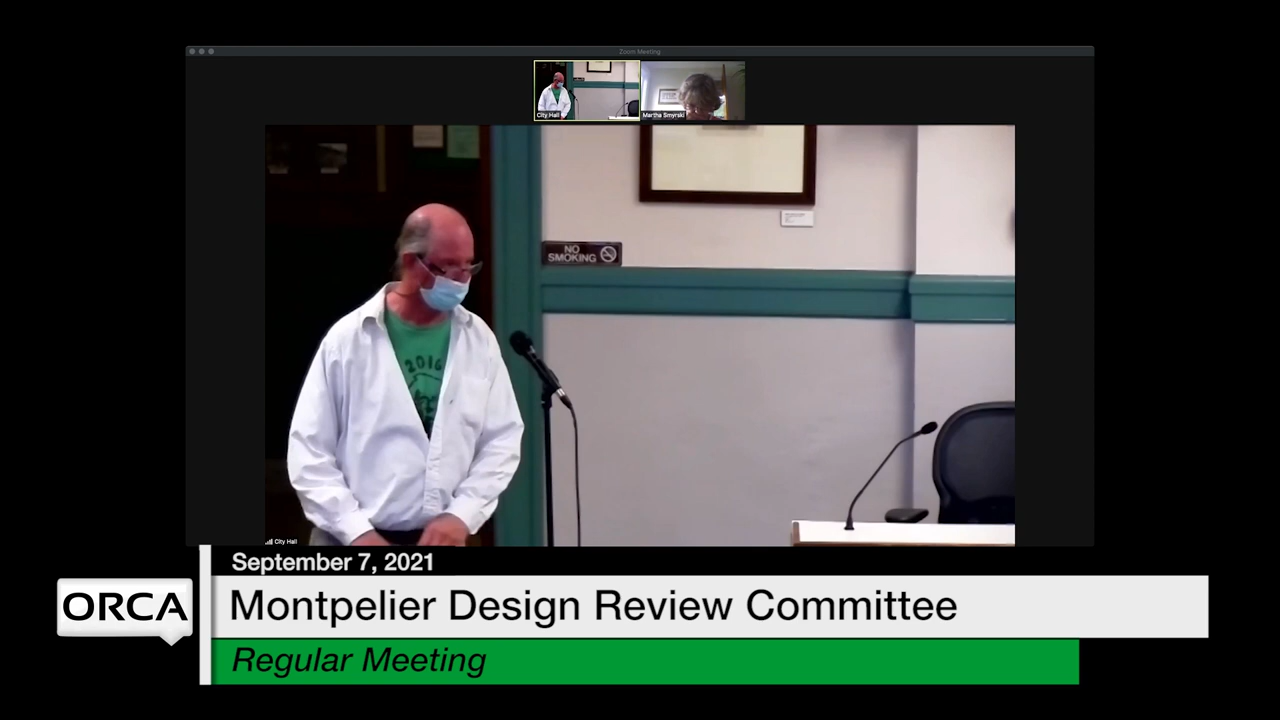 Zoom Meeting
City Hall
Martha Smyrski
NO
SMOKING
2016
City Hall
September 7, 2021
ORCA
Montpelier Design Review Committee
Regular Meeting